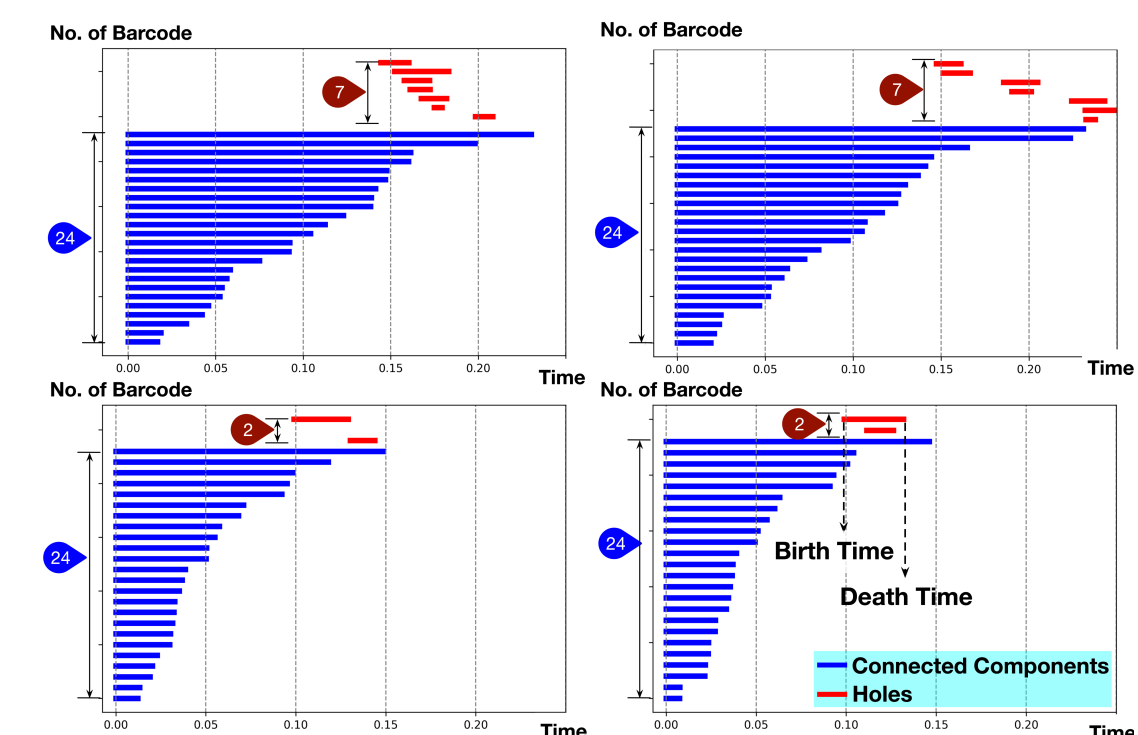 No. of Barcode
7
24
0.00 0.05 0.10 0.15 0.20
Time
No. of Barcode
7
24
0.00 0.05 0.10 0.15 0.20
Time
No. of Barcode
2
24
0.00 0.05 0.10 0.15 0.20
Time
No. of Barcode
2
24
Birth Time
Death Time
Connected Components
Holes
0.00 0.05 0.10 0.15 0.20
Time